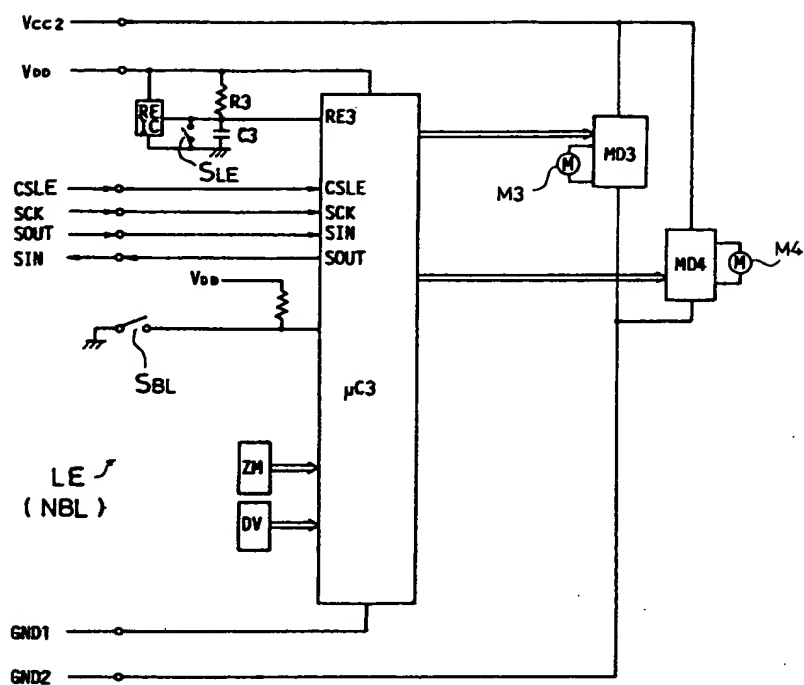 Vcc2
VDD
RE IC
R3
C3
SLE
RE3
CSLE
CSLE
SCK
SCK
SOUT
SIN
SIN
SOUT
VDD
SBL
μC3
MD3
M
M3
MD4
M
M4
ZM
DV
LE
(NBL)
GND1
GND2